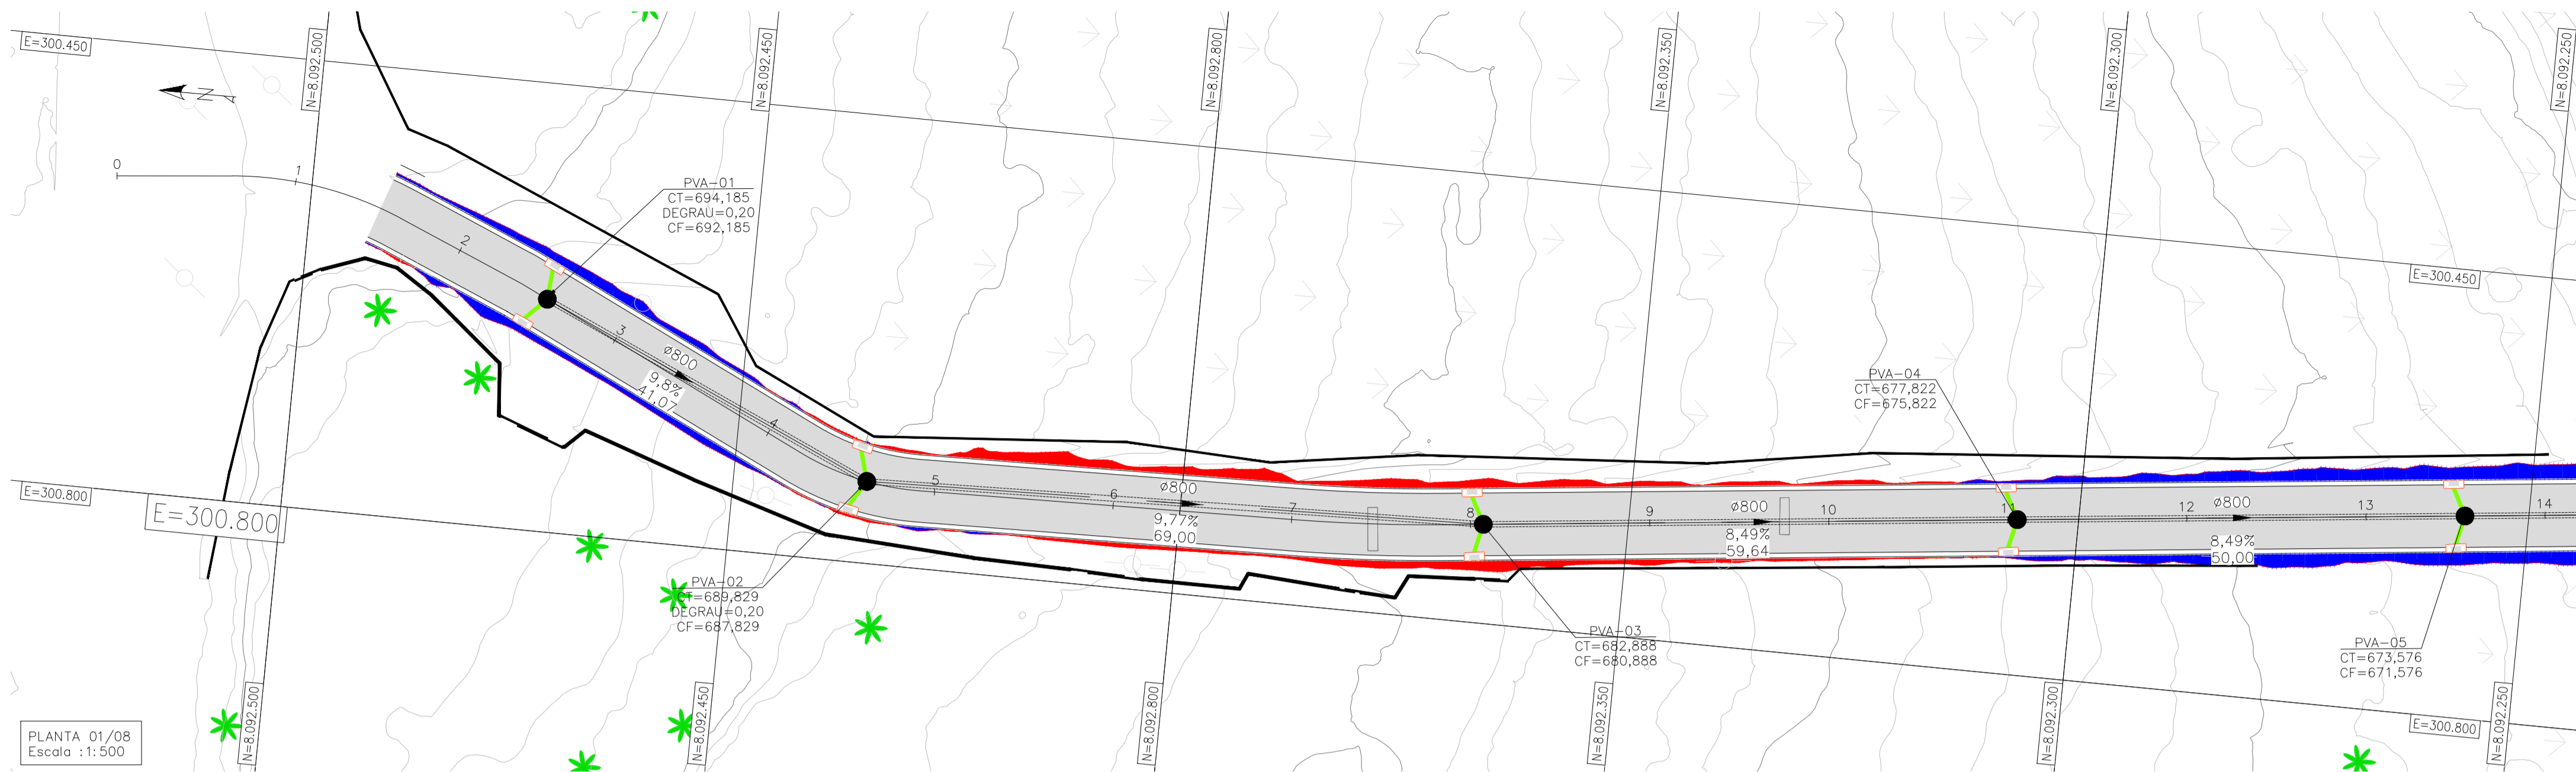 E=300.450
N=8.092.500
N=8.092.450
N=8.092.800
N=8.092.350
N=8.092.300
N=8.092.250
N
0
1
2
3
4
5
6
7
8
9
10
11
12
13
14
PVA-01
CT=694,185
DEGRAU=0,20
CF=692,185
ø800
9,8%
41,07
PVA-02
CT=689,829
DEGRAU=0,20
CF=687,829
ø800
9,77%
69,00
PVA-03
CT=682,888
CF=680,888
ø800
8,49%
59,64
PVA-04
CT=677,822
CF=675,822
ø800
8,49%
50,00
PVA-05
CT=673,576
CF=671,576
E=300.450
E=300.800
E=300.800
E=300.800
N=8.092.500
N=8.092.450
N=8.092.800
N=8.092.350
N=8.092.300
N=8.092.250
PLANTA 01/08
Escala :1:500